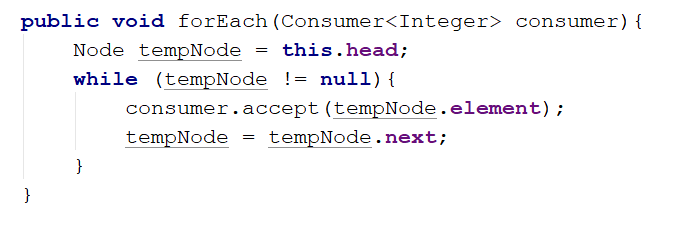 public void forEach(Consumer<Integer> consumer){
    Node tempNode = this.head;
    while (tempNode != null){
        consumer.accept(tempNode.element);
        tempNode = tempNode.next;
    }
}